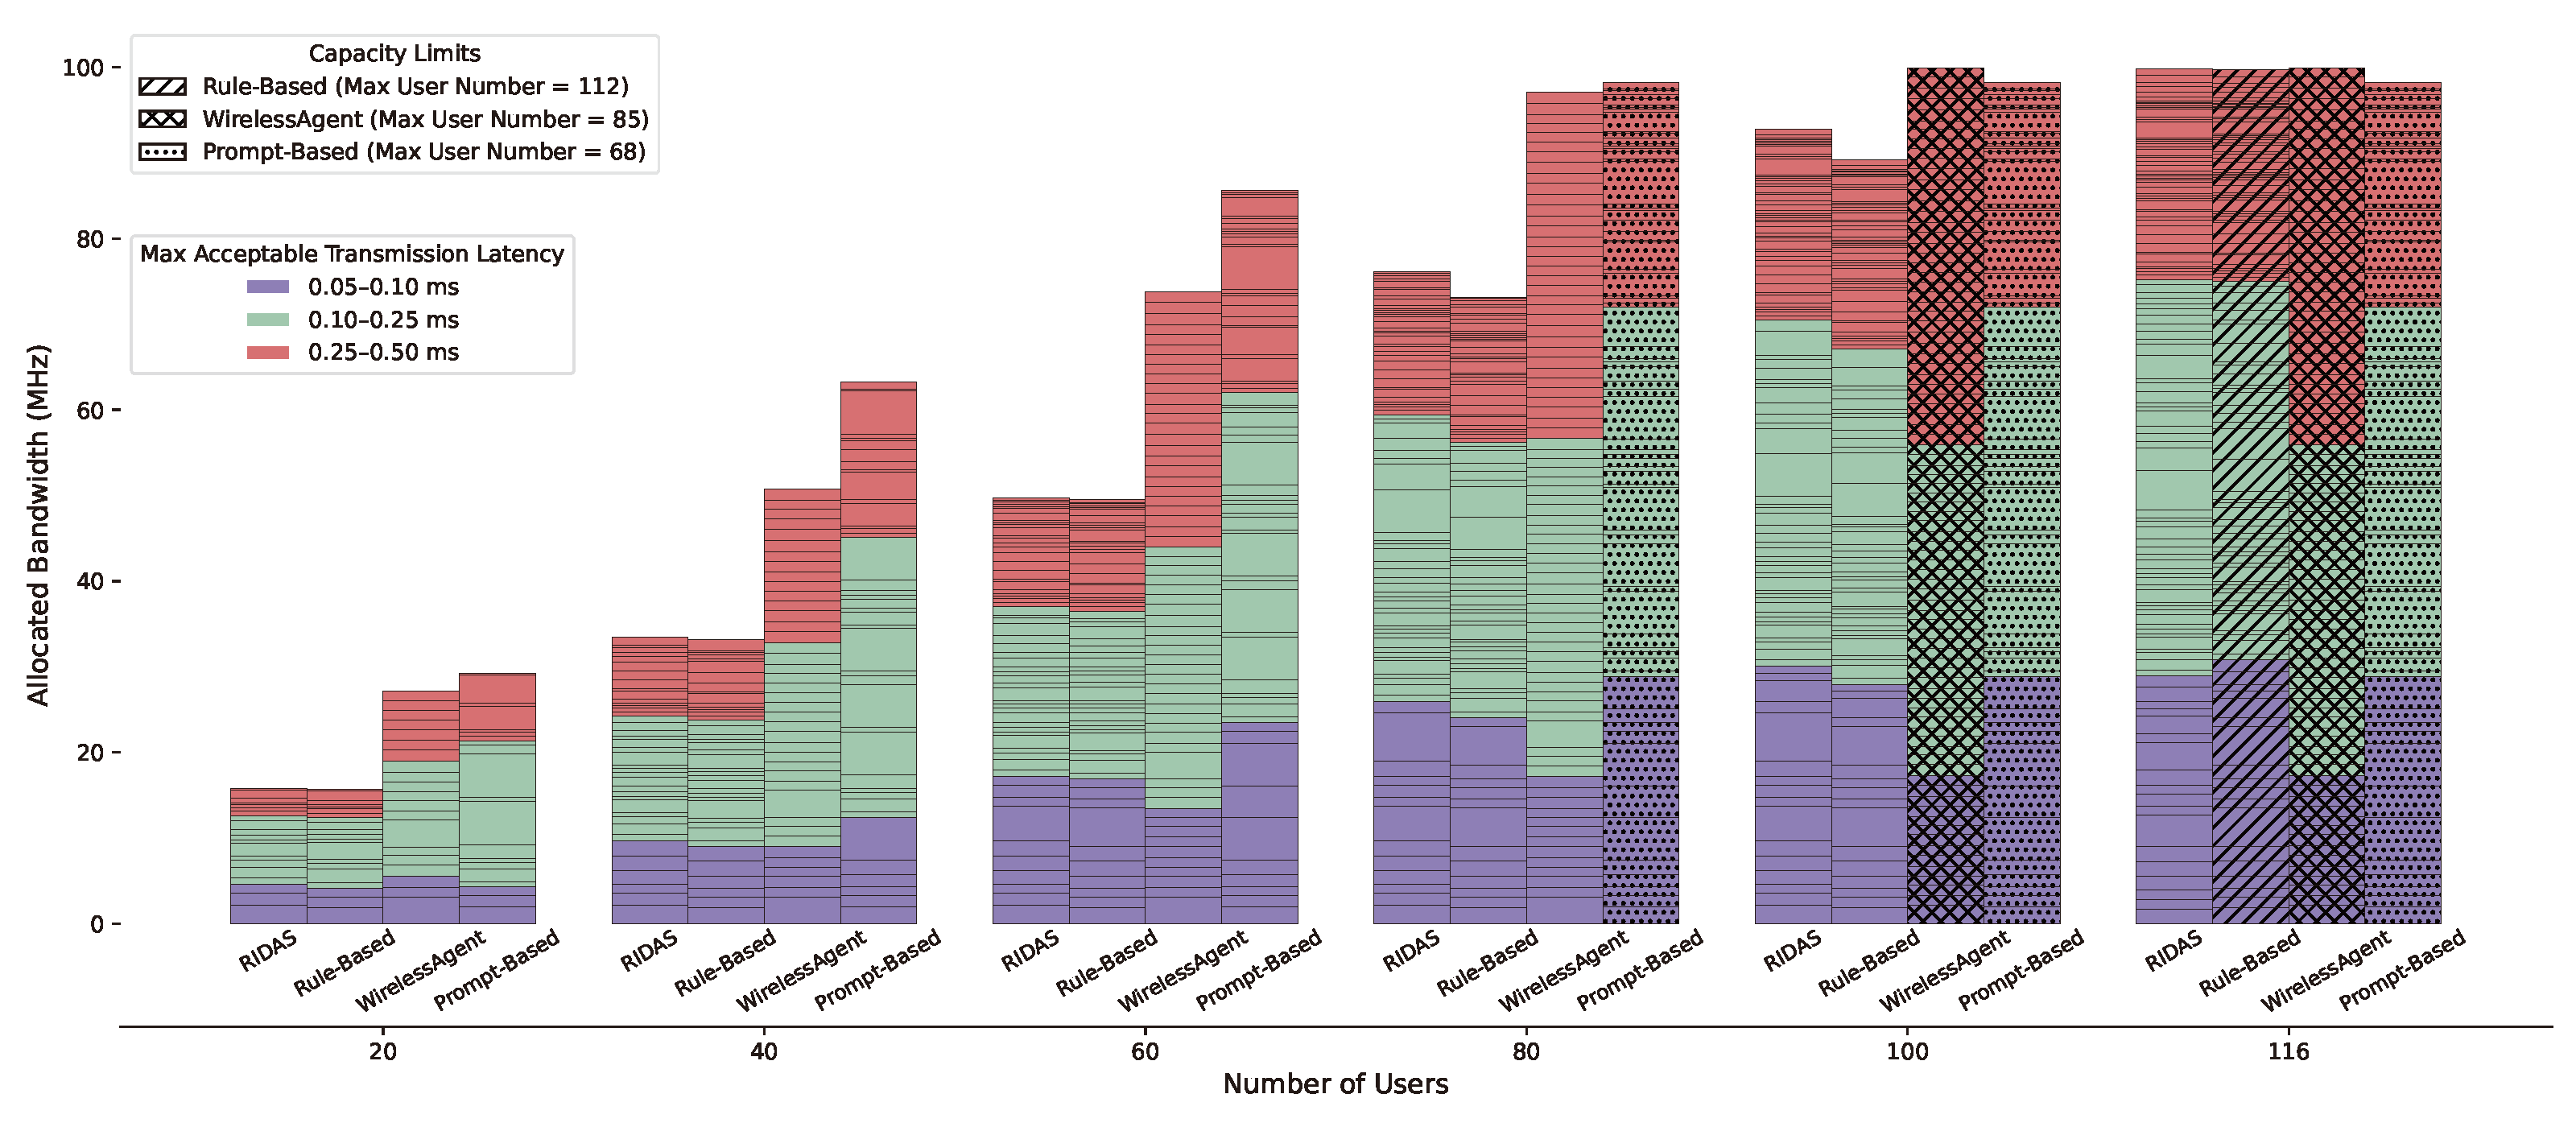 Capacity Limits
Rule-Based (Max User Number = 112)
WirelessAgent (Max User Number = 85)
Prompt-Based (Max User Number = 68)
Max Acceptable Transmission Latency
0.05–0.10 ms
0.10–0.25 ms
0.25–0.50 ms
Allocated Bandwidth (MHz)
100
80
60
40
20
0
RIDAS Rule-Based WirelessAgent Prompt-Based
RIDAS Rule-Based WirelessAgent Prompt-Based
RIDAS Rule-Based WirelessAgent Prompt-Based
RIDAS Rule-Based WirelessAgent Prompt-Based
RIDAS Rule-Based WirelessAgent Prompt-Based
RIDAS Rule-Based WirelessAgent Prompt-Based
20 40 60 80 100 116
Number of Users